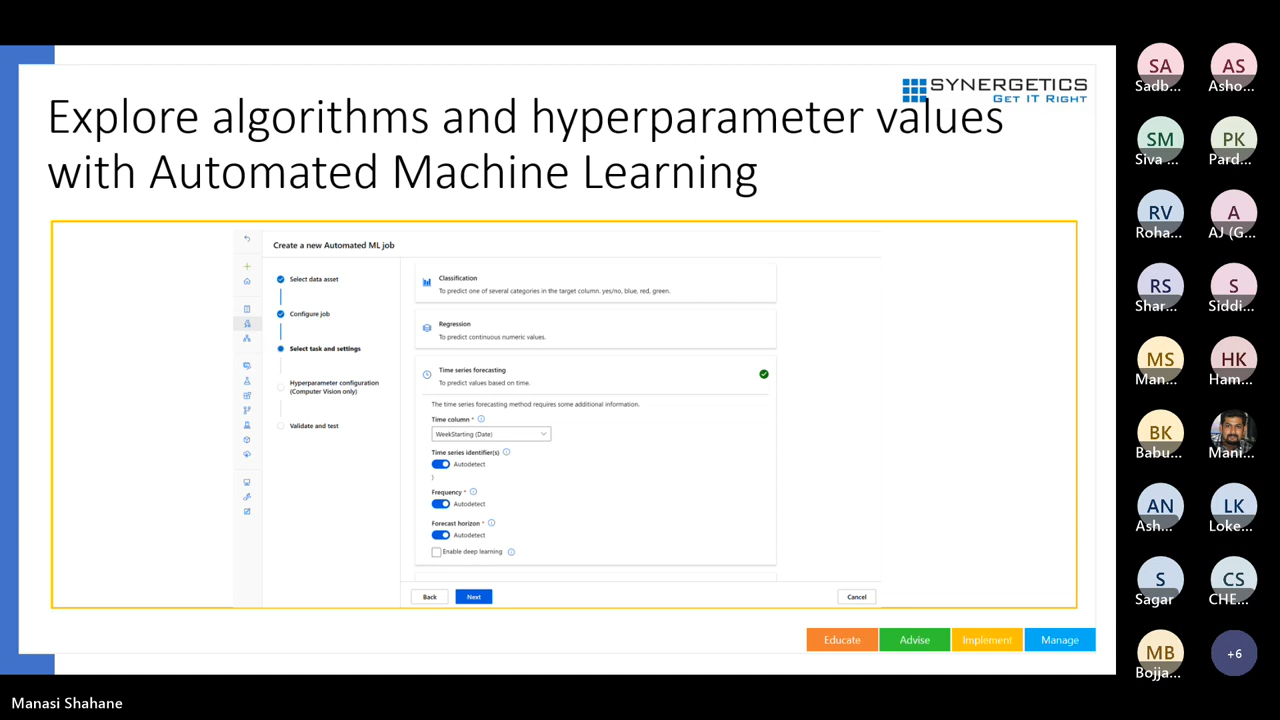 SYNERGETICS
GET IT RIGHT
Explore algorithms and hyperparameter values
with Automated Machine Learning
Create a new Automated ML job
Select data asset
Configure job
Select task and settings
Hyperparameter configuration
(Computer Vision only)
Validate and test
Classification
To predict one of several categories in the target column. yes/no, blue, red, green.
Regression
To predict continuous numeric values.
Time series forecasting
To predict values based on time.
The time series forecasting method requires some additional information.
Time column *
WeekStarting (Date)
Time series identifier(s)
Autodetect
Frequency *
Autodetect
Forecast horizon *
Autodetect
Enable deep learning
Back
Next
Cancel
Educate
Advise
Implement
Manage
SA
Sadb...
AS
Asho...
SM
Siva ...
PK
Pard...
RV
Roha...
A
AJ (G...
RS
Shar...
S
Siddi...
MS
Man...
HK
Ham...
BK
Babu...
Mani...
AN
Ash...
LK
Loke...
S
Sagar
CS
CHE...
MB
Bojja...
+6
Manasi Shahane